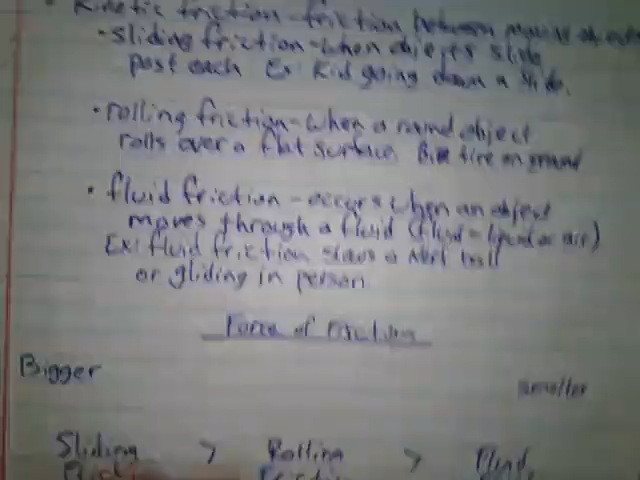 • Kinetic friction - friction between moving objects
• sliding friction - when objects slide
past each Ex: Kid going down a slide.
• rolling friction - when a round object
rolls over a flat surface. tire on ground
• fluid friction - occurs when an object
moves through a fluid (fluid = liquid or air)
Ex: fluid friction slows a ball
or gliding in person
Force of Friction
Bigger
smaller
Sliding > Rolling > Fluid